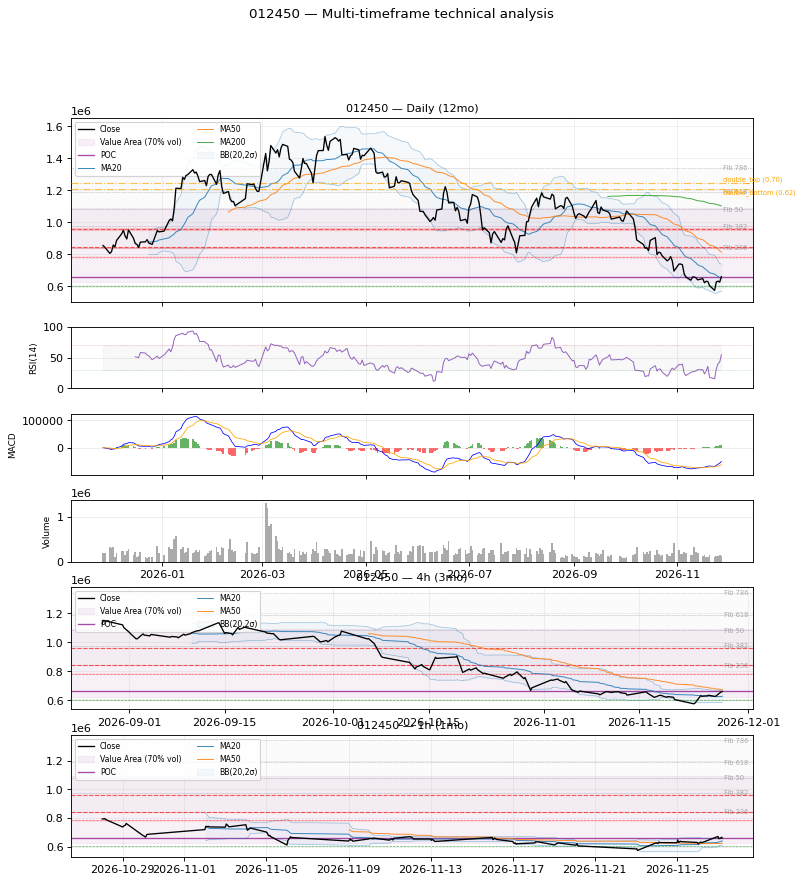 012450 — Multi-timeframe technical analysis
012450 — Daily (12mo)
1e6
Close
Value Area (70% vol)
POC
MA20
MA50
MA200
BB(20,2σ)
1.6
1.4
1.2
1.0
0.8
0.6
Fib 786
double_top (0.70)
double_bottom (0.62)
Fib 50
Fib 382
Fib 236
RSI(14)
100
50
0
MACD
100000
0
1e6
Volume
1
0
2026-01
2026-03
2026-05
2026-07
2026-09
2026-11
012450 — 4h (3mo)
1e6
Close
Value Area (70% vol)
POC
MA20
MA50
BB(20,2σ)
1.2
1.0
0.8
0.6
Fib 786
Fib 618
Fib 50
Fib 382
Fib 236
2026-09-01
2026-09-15
2026-10-01
2026-10-15
2026-11-01
2026-11-15
2026-12-01
012450 — 1h (1mo)
1e6
Close
Value Area (70% vol)
POC
MA20
MA50
BB(20,2σ)
1.2
1.0
0.8
0.6
Fib 786
Fib 618
Fib 50
Fib 382
Fib 236
2026-10-29
2026-11-01
2026-11-05
2026-11-09
2026-11-13
2026-11-17
2026-11-21
2026-11-25